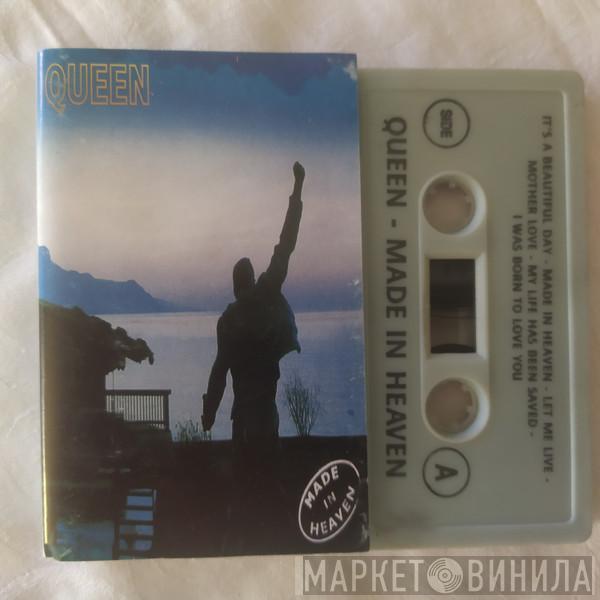 QUEEN
MADE
IN
HEAVEN
SIDE
A
QUEEN - MADE IN HEAVEN
IT'S A BEAUTIFUL DAY - MADE IN HEAVEN - LET ME LIVE -
MOTHER LOVE - MY LIFE HAS BEEN SAVED -
I WAS BORN TO LOVE YOU
МАРКЕТ ВИНИЛА